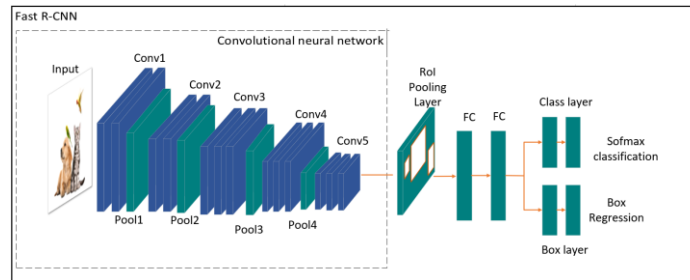 Fast R-CNN
Convolutional neural network
Input
Conv1
Conv2
Conv3
Conv4
Conv5
Pool1
Pool2
Pool3
Pool4
RoI
Pooling
Layer
FC
FC
Class layer
Sofmax
classification
Box
Regression
Box layer